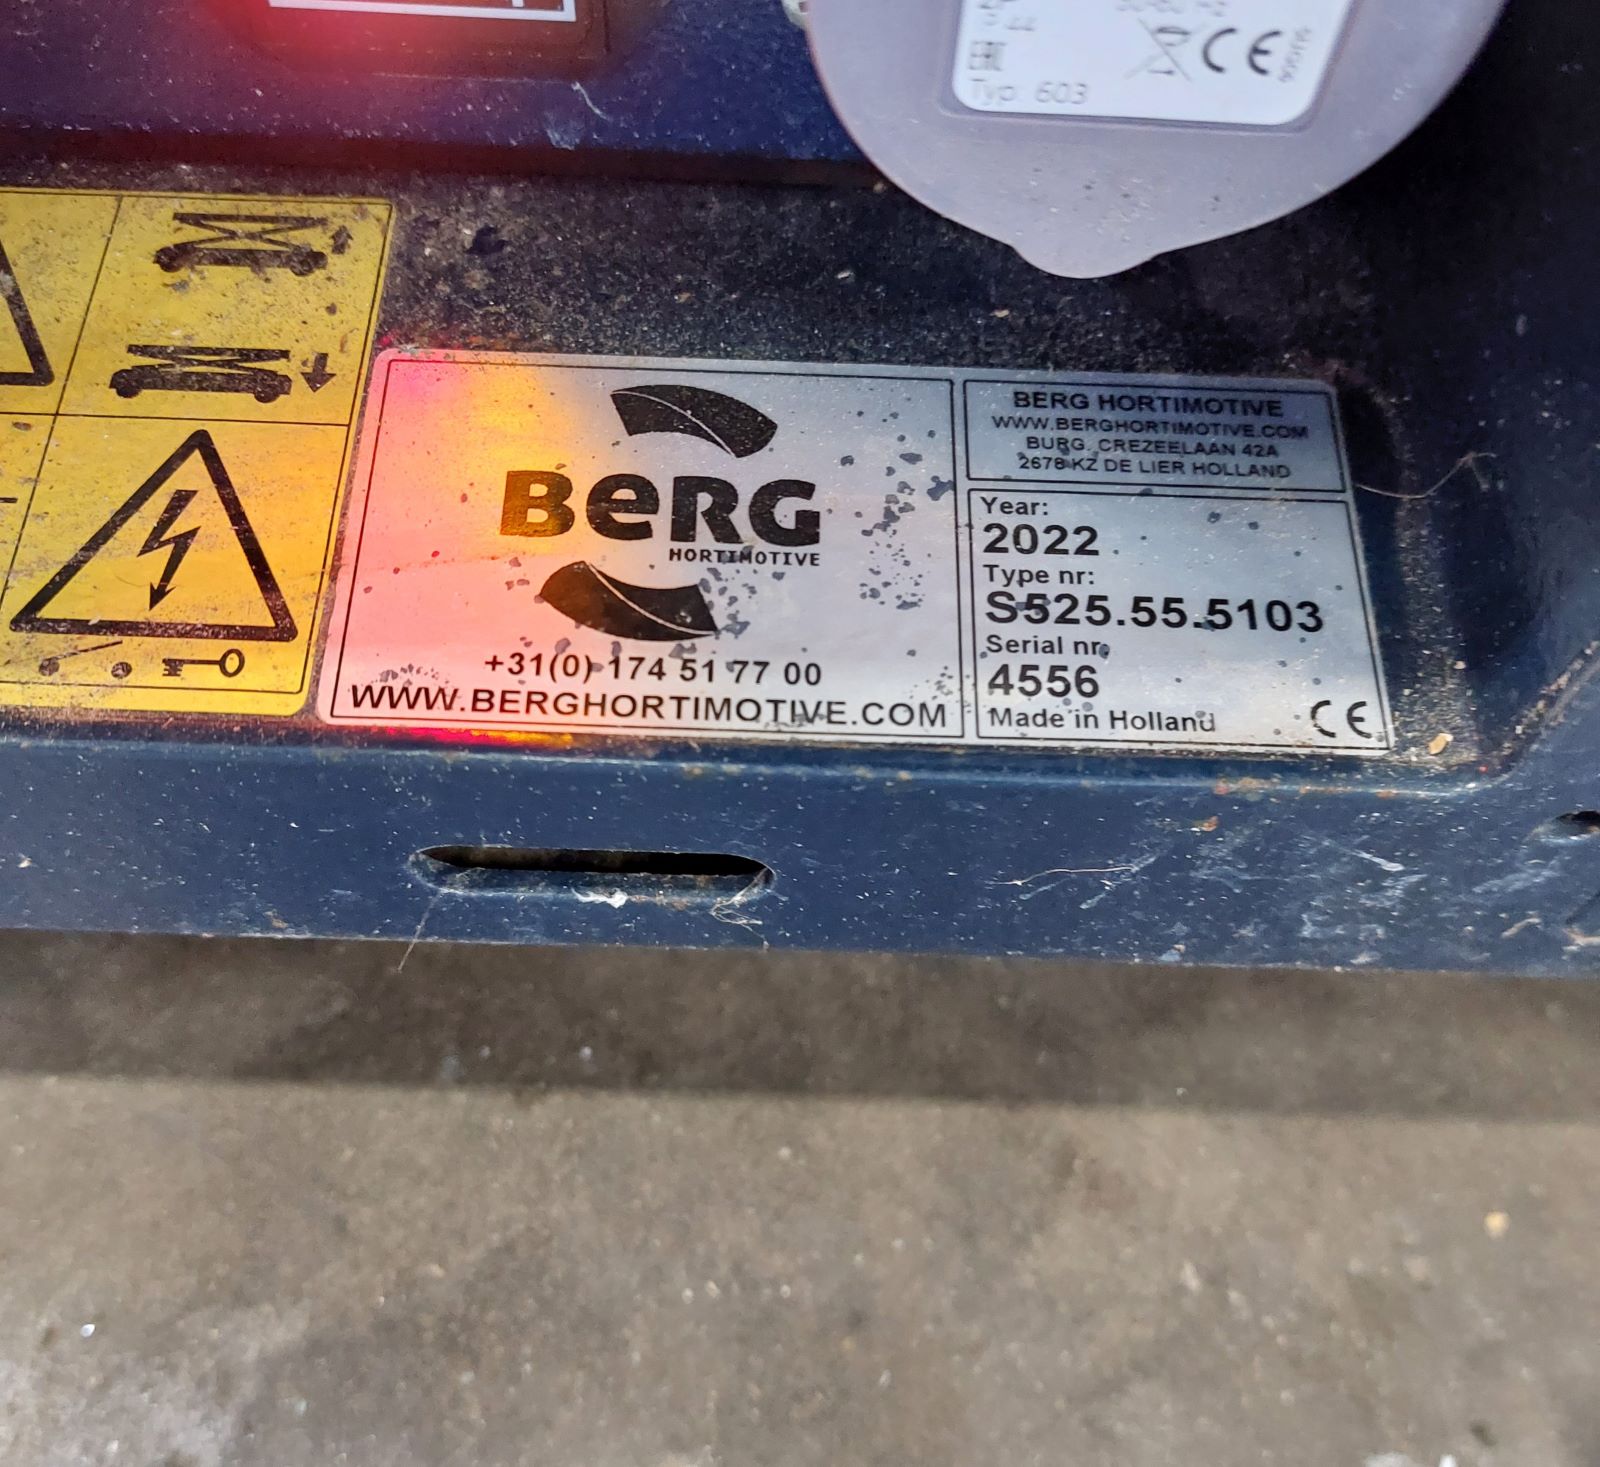 Typ. 603
CE
BERG
HORTIMOTIVE
+31(0) 174 51 77 00
WWW.BERGHORTIMOTIVE.COM
BERG HORTIMOTIVE
WWW.BERGHORTIMOTIVE.COM
BURG. CREZEELAAN 42A
2678 KZ DE LIER HOLLAND
Year:
2022
Type nr:
S525.55.5103
Serial nr.
4556
Made in Holland CE